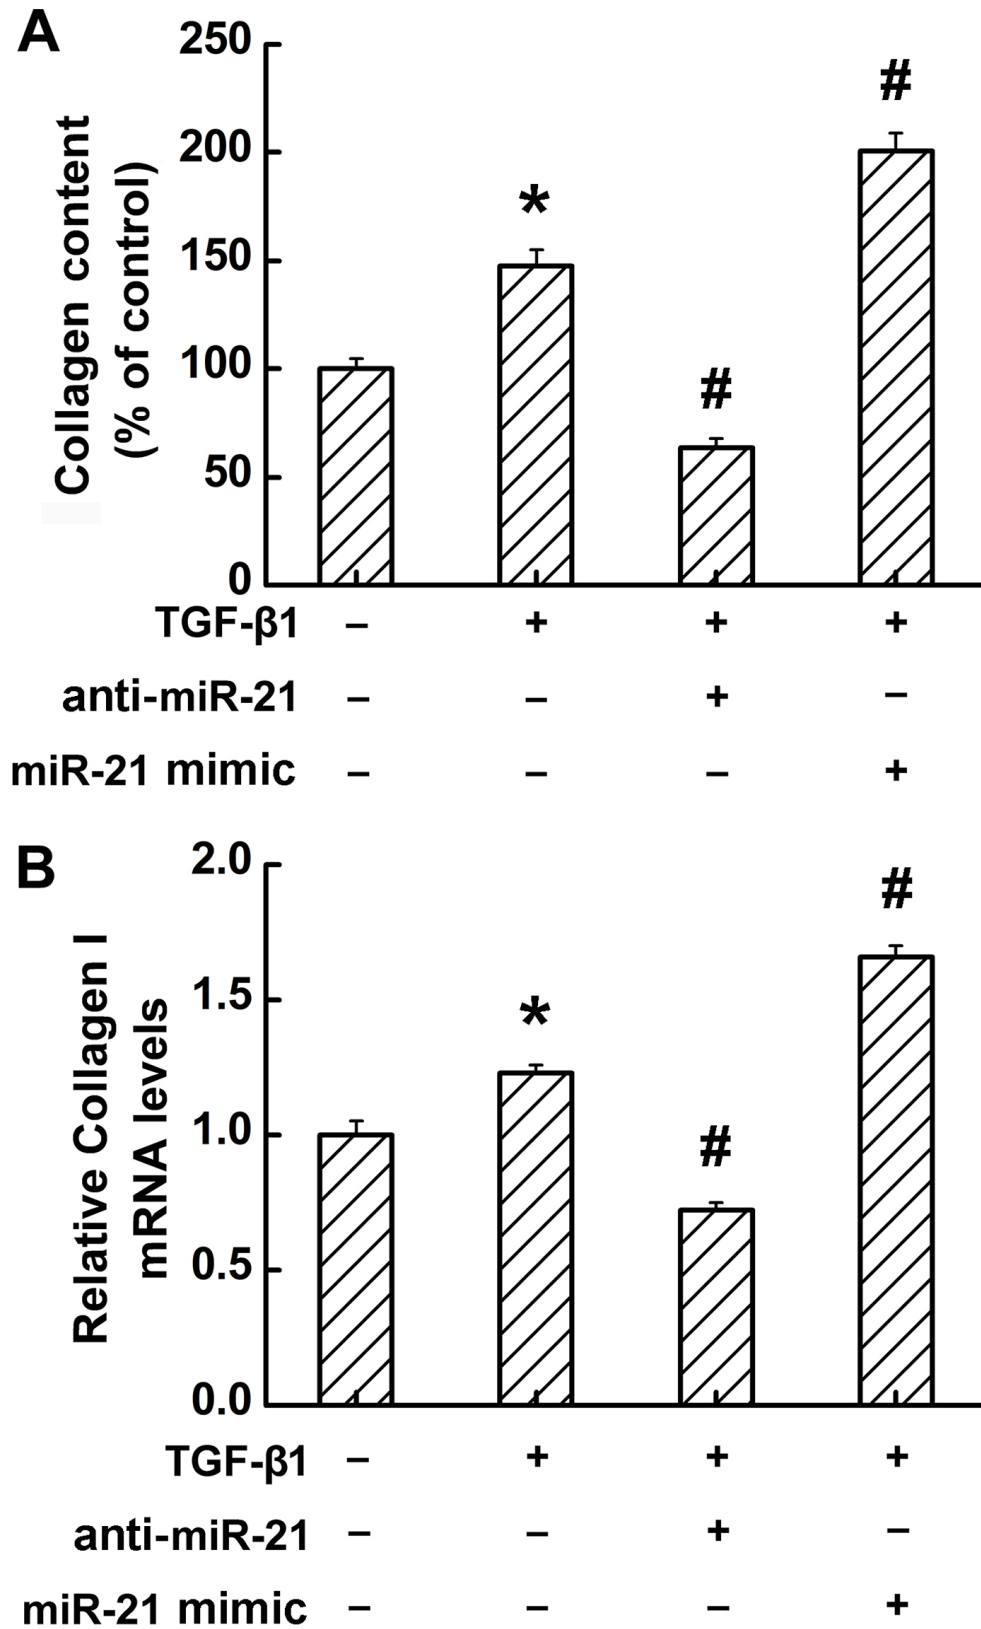 A
250
200
150
100
50
0
Collagen content
(% of control)
*
#
#
TGF-β1 – + + +
anti-miR-21 – – + –
miR-21 mimic – – – +
B
2.0
1.5
1.0
0.5
0.0
Relative Collagen I
mRNA levels
*
#
#
TGF-β1 – + + +
anti-miR-21 – – + –
miR-21 mimic – – – +